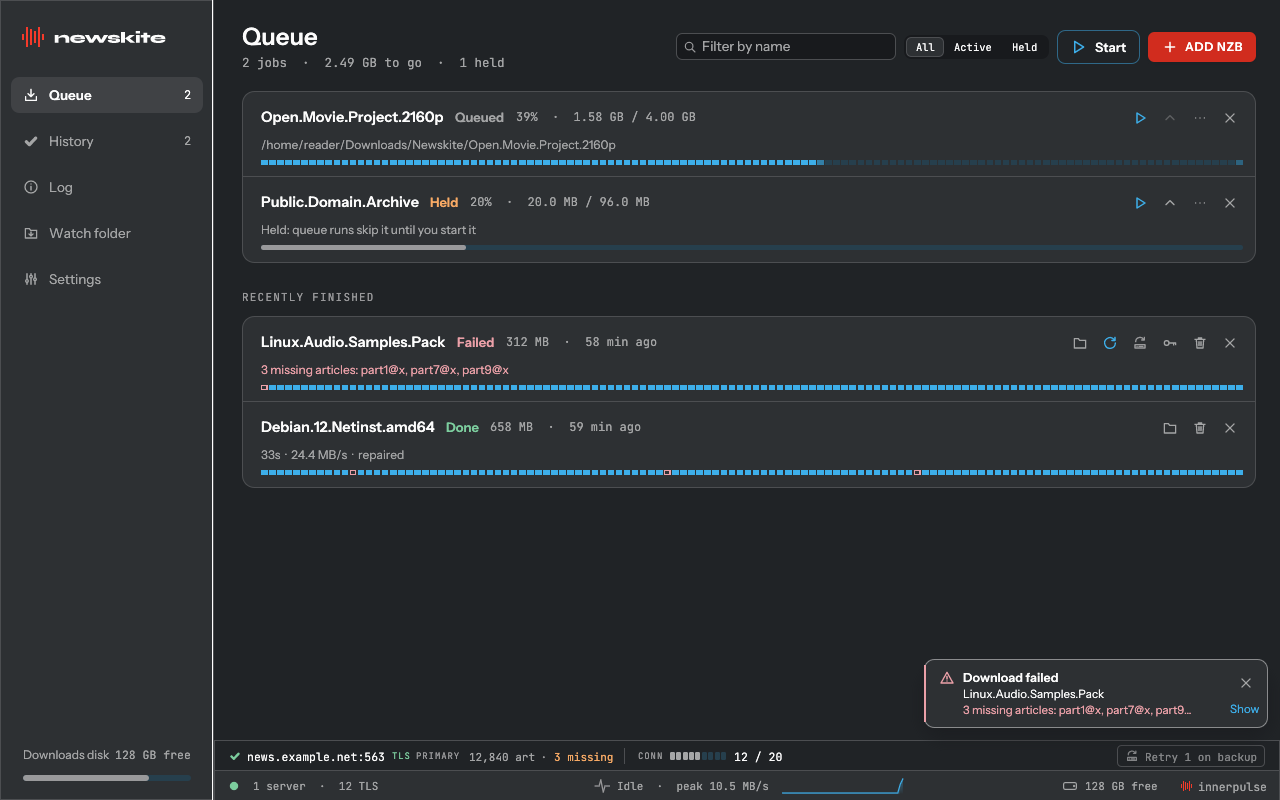 newskite
Queue 2
History 2
Log
Watch folder
Settings
Downloads disk 128 GB free
Queue
2 jobs · 2.49 GB to go · 1 held
Filter by name
All Active Held
Start
ADD NZB
Open.Movie.Project.2160p Queued 39% · 1.58 GB / 4.00 GB
/home/reader/Downloads/Newskite/Open.Movie.Project.2160p
Public.Domain.Archive Held 20% · 20.0 MB / 96.0 MB
Held: queue runs skip it until you start it
RECENTLY FINISHED
Linux.Audio.Samples.Pack Failed 312 MB · 58 min ago
3 missing articles: part1@x, part7@x, part9@x
Debian.12.Netinst.amd64 Done 658 MB · 59 min ago
33s · 24.4 MB/s · repaired
Download failed
Linux.Audio.Samples.Pack
3 missing articles: part1@x, part7@x, part9...
Show
news.example.net:563 TLS PRIMARY 12,840 art · 3 missing CONN 12 / 20 Retry 1 on backup
1 server · 12 TLS Idle · peak 10.5 MB/s 128 GB free innerpulse